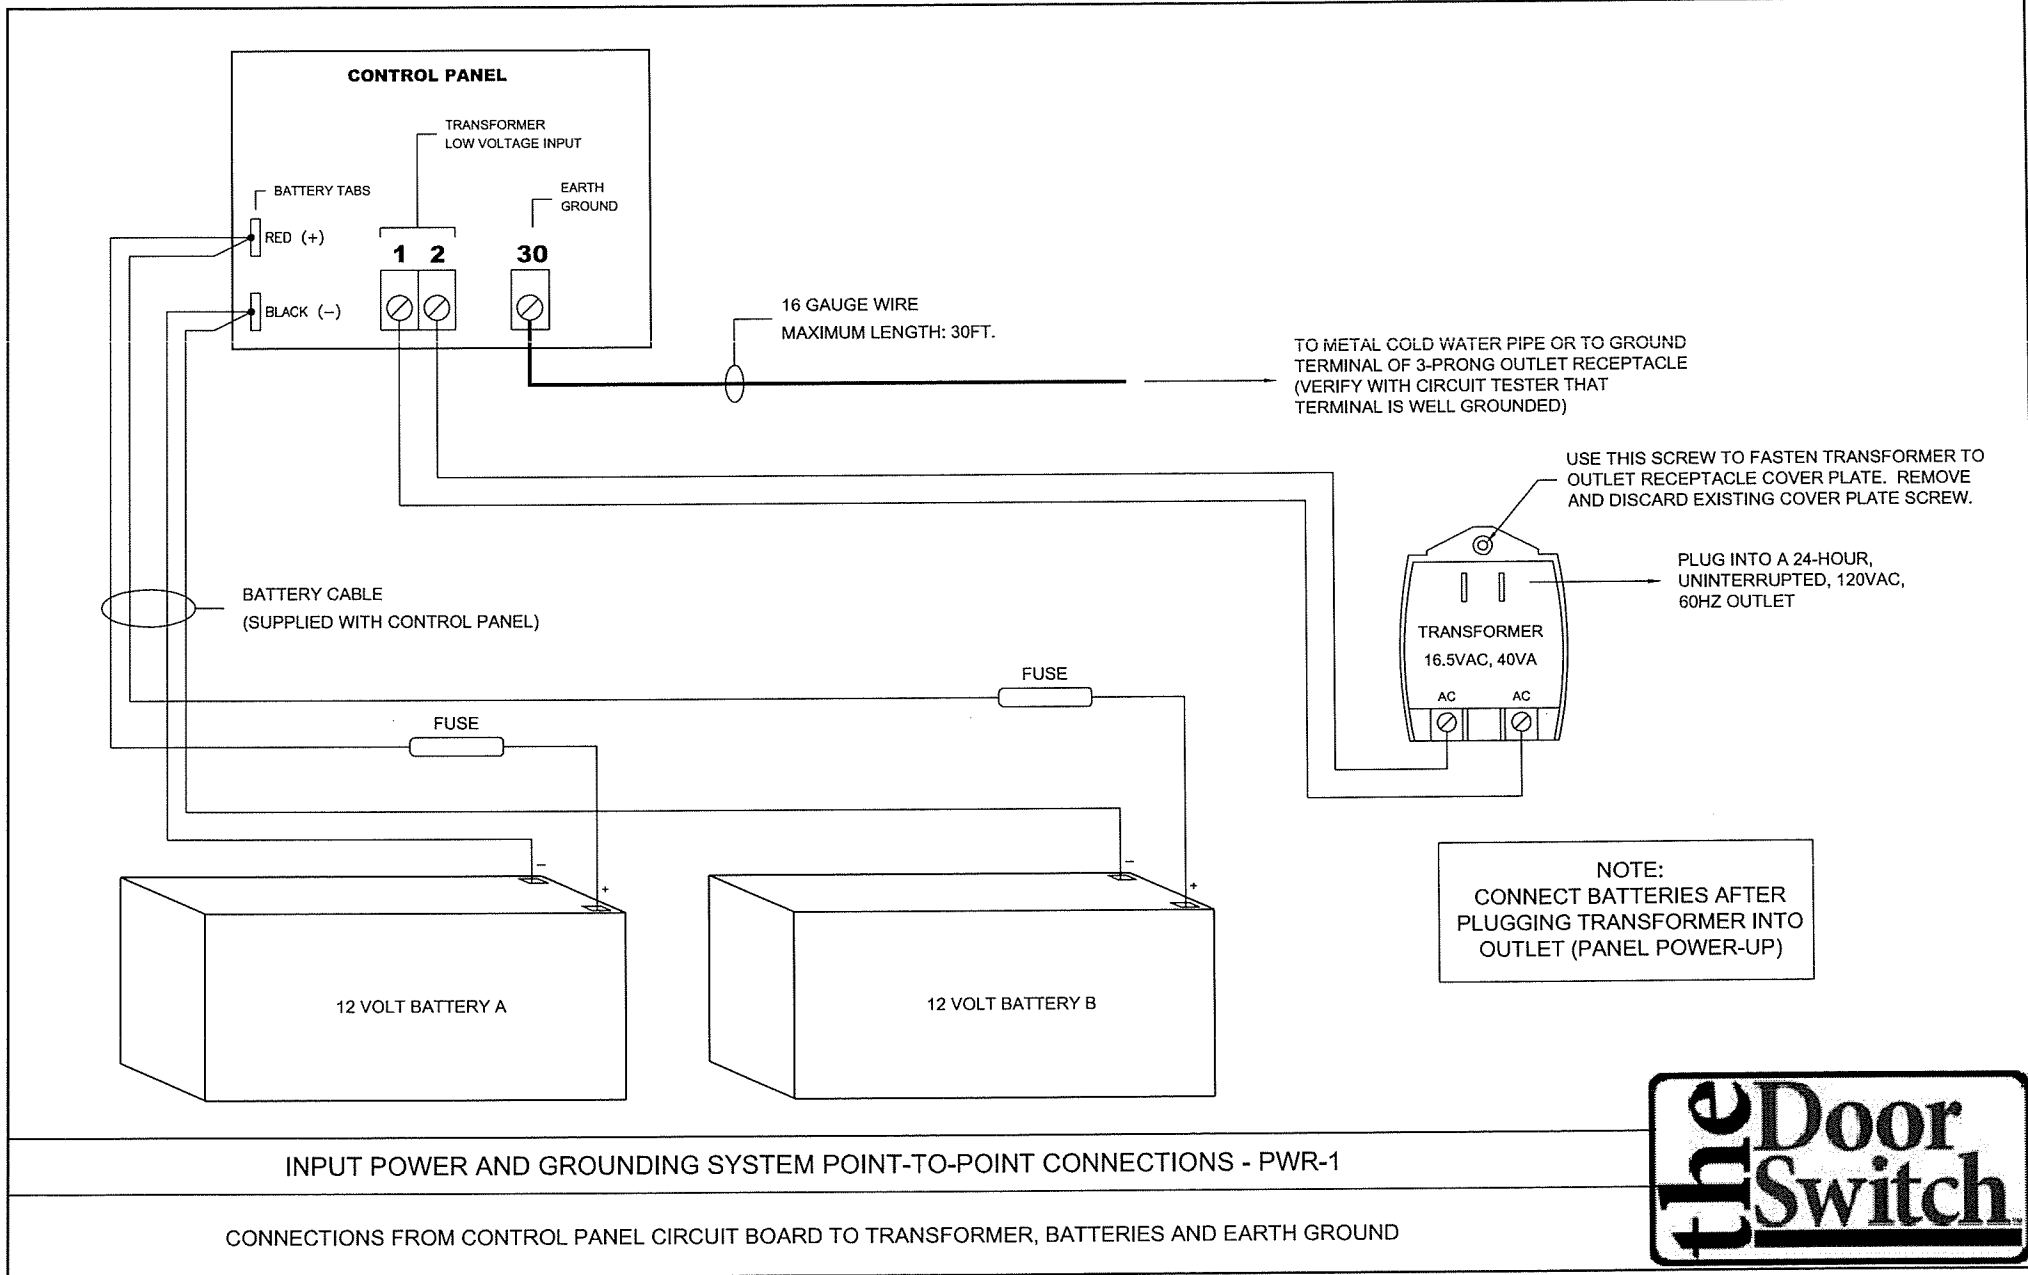 CONTROL PANEL
TRANSFORMER
LOW VOLTAGE INPUT
BATTERY TABS
EARTH
GROUND
RED (+)
1 2
30
BLACK (−)
16 GAUGE WIRE
MAXIMUM LENGTH: 30FT.
TO METAL COLD WATER PIPE OR TO GROUND
TERMINAL OF 3-PRONG OUTLET RECEPTACLE
(VERIFY WITH CIRCUIT TESTER THAT
TERMINAL IS WELL GROUNDED)
USE THIS SCREW TO FASTEN TRANSFORMER TO
OUTLET RECEPTACLE COVER PLATE. REMOVE
AND DISCARD EXISTING COVER PLATE SCREW.
PLUG INTO A 24-HOUR,
UNINTERRUPTED, 120VAC,
60HZ OUTLET
TRANSFORMER
16.5VAC, 40VA
AC AC
BATTERY CABLE
(SUPPLIED WITH CONTROL PANEL)
FUSE
FUSE
−
+
−
+
12 VOLT BATTERY A
12 VOLT BATTERY B
NOTE:
CONNECT BATTERIES AFTER
PLUGGING TRANSFORMER INTO
OUTLET (PANEL POWER-UP)
INPUT POWER AND GROUNDING SYSTEM POINT-TO-POINT CONNECTIONS - PWR-1
CONNECTIONS FROM CONTROL PANEL CIRCUIT BOARD TO TRANSFORMER, BATTERIES AND EARTH GROUND
the
Door
Switch